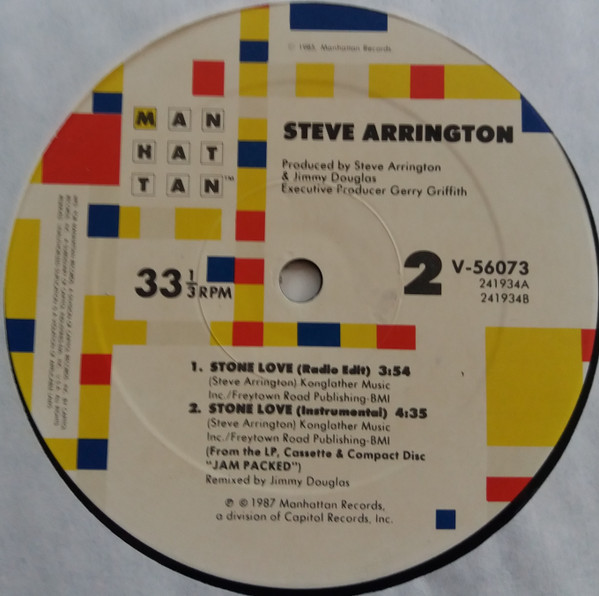 © 1985, Manhattan Records
MAN
HAT
TAN™
STEVE ARRINGTON
Produced by Steve Arrington
& Jimmy Douglas
Executive Producer Gerry Griffith
33 1/3 RPM
2
V-56073
241934A
241934B
1. STONE LOVE (Radio Edit) 3:54
(Steve Arrington) Konglather Music
Inc./Freytown Road Publishing-BMI
2. STONE LOVE (Instrumental) 4:35
(Steve Arrington) Konglather Music
Inc./Freytown Road Publishing-BMI
(From the LP, Cassette & Compact Disc
"JAM PACKED")
Remixed by Jimmy Douglas
℗ © 1987 Manhattan Records,
a division of Capitol Records, Inc.